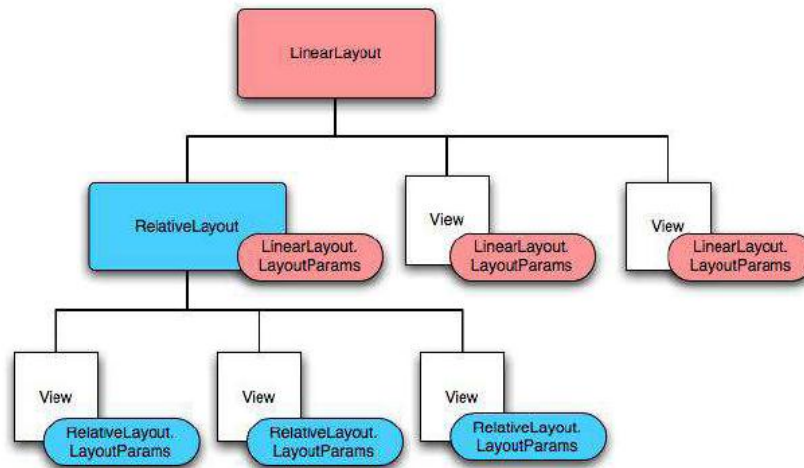 LinearLayout
RelativeLayout
LinearLayout.
LayoutParams
View
LinearLayout.
LayoutParams
View
LinearLayout.
LayoutParams
View
RelativeLayout.
LayoutParams
View
RelativeLayout.
LayoutParams
View
RelativeLayout.
LayoutParams